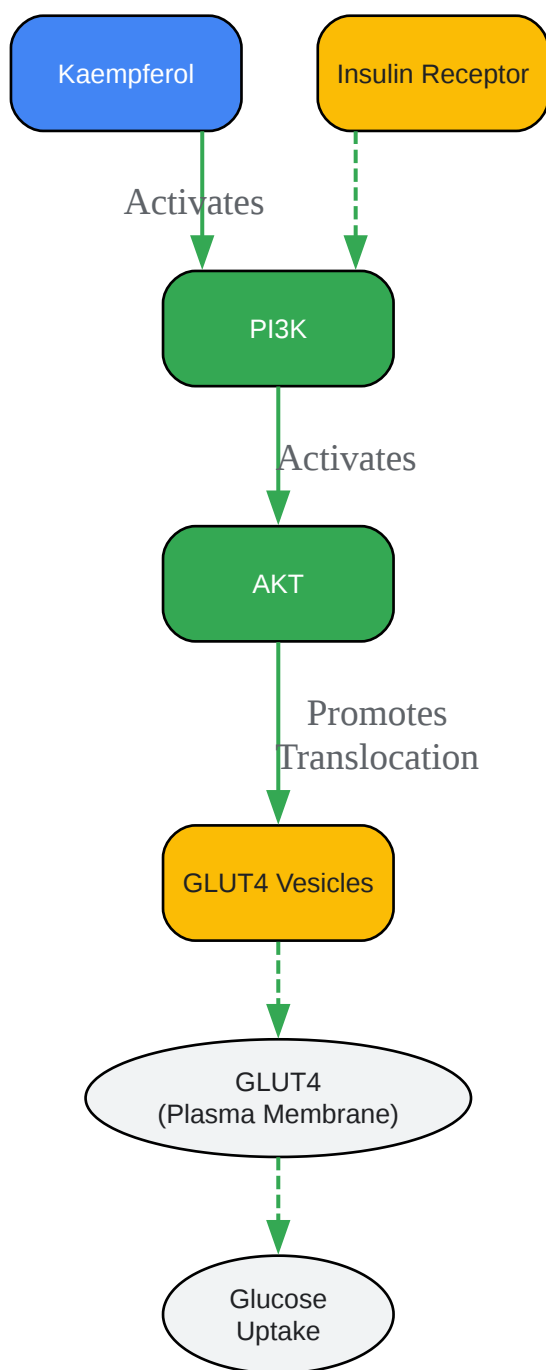 Kaempferol
Insulin Receptor
Activates
PI3K
Activates
AKT
Promotes
Translocation
GLUT4 Vesicles
GLUT4
(Plasma Membrane)
Glucose
Uptake